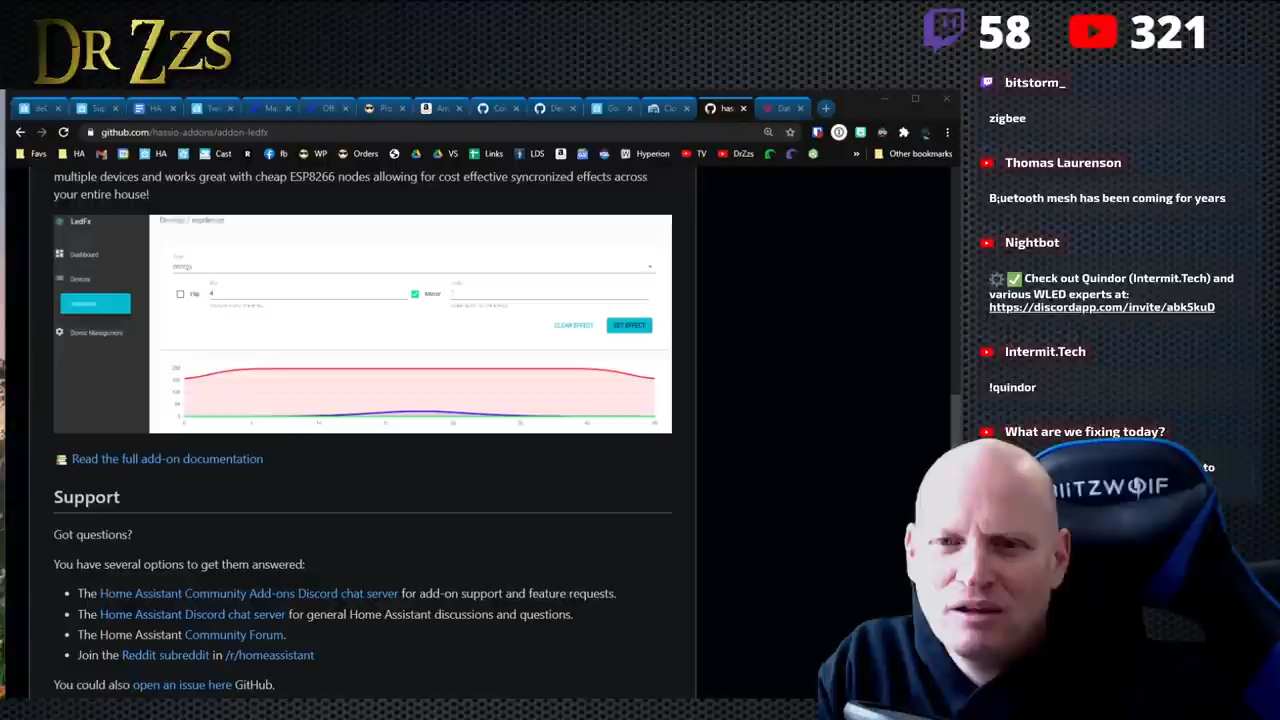 DR ZZS
58
321
github.com/hassio-addons/addon-ledfx
Favs
HA
HA
Cast
fb
WP
Orders
VS
Links
LDS
Hyperion
TV
DrZzs
Other bookmarks
multiple devices and works great with cheap ESP8266 nodes allowing for cost effective syncronized effects across
your entire house!
LedFx
Dashboard
Devices
Device Management
energy
Flip
4
Mirror
CLEAR EFFECT
SET EFFECT
Read the full add-on documentation
Support
Got questions?
You have several options to get them answered:
The Home Assistant Community Add-ons Discord chat server for add-on support and feature requests.
The Home Assistant Discord chat server for general Home Assistant discussions and questions.
The Home Assistant Community Forum.
Join the Reddit subreddit in /r/homeassistant
You could also open an issue here GitHub.
bitstorm_
zigbee
Thomas Laurenson
B¡uetooth mesh has been coming for years
Nightbot
Check out Quindor (Intermit.Tech) and
various WLED experts at:
https://discordapp.com/invite/abk5kuD
Intermit.Tech
!quindor
What are we fixing today?
to
BLITZWOLF